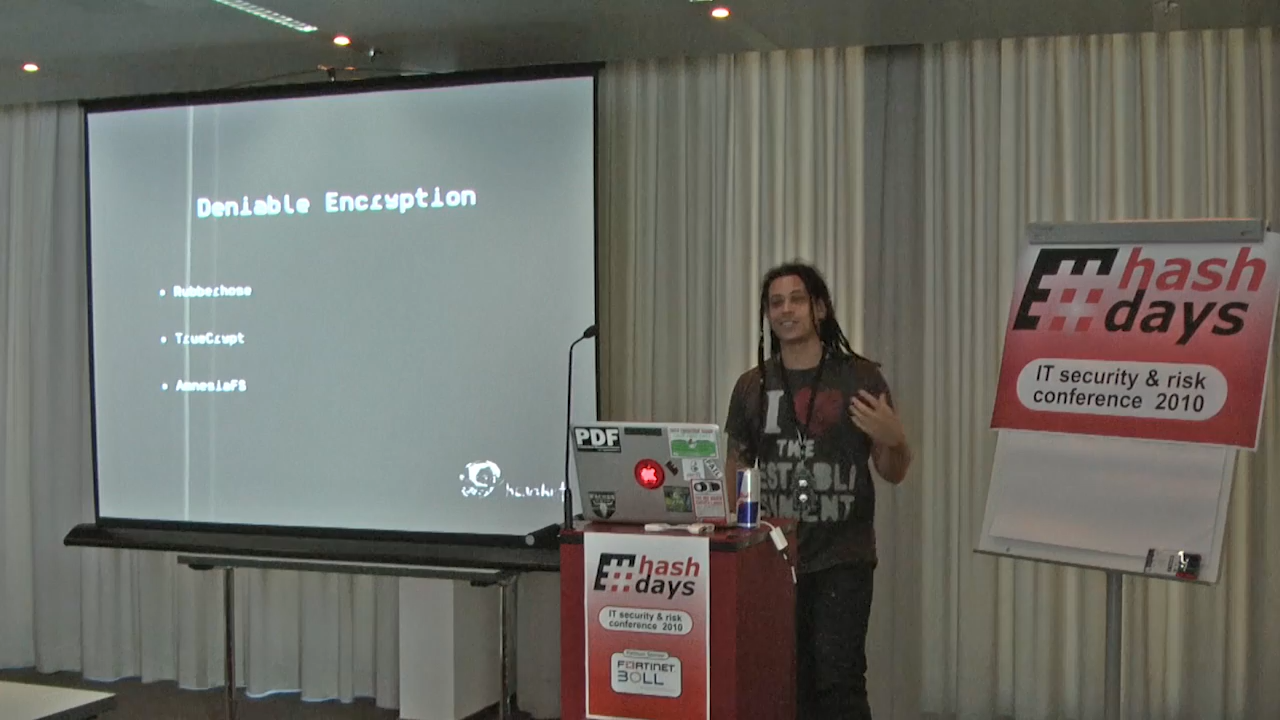 Deniable Encryption
• Rubberhose
• TrueCrypt
• AmnesiaFS
PDF
I
THE
ESTABLI
SHMENT
hash
days
IT security & risk
conference 2010
FORTINET
BOLL
hash
days
IT security & risk
conference 2010